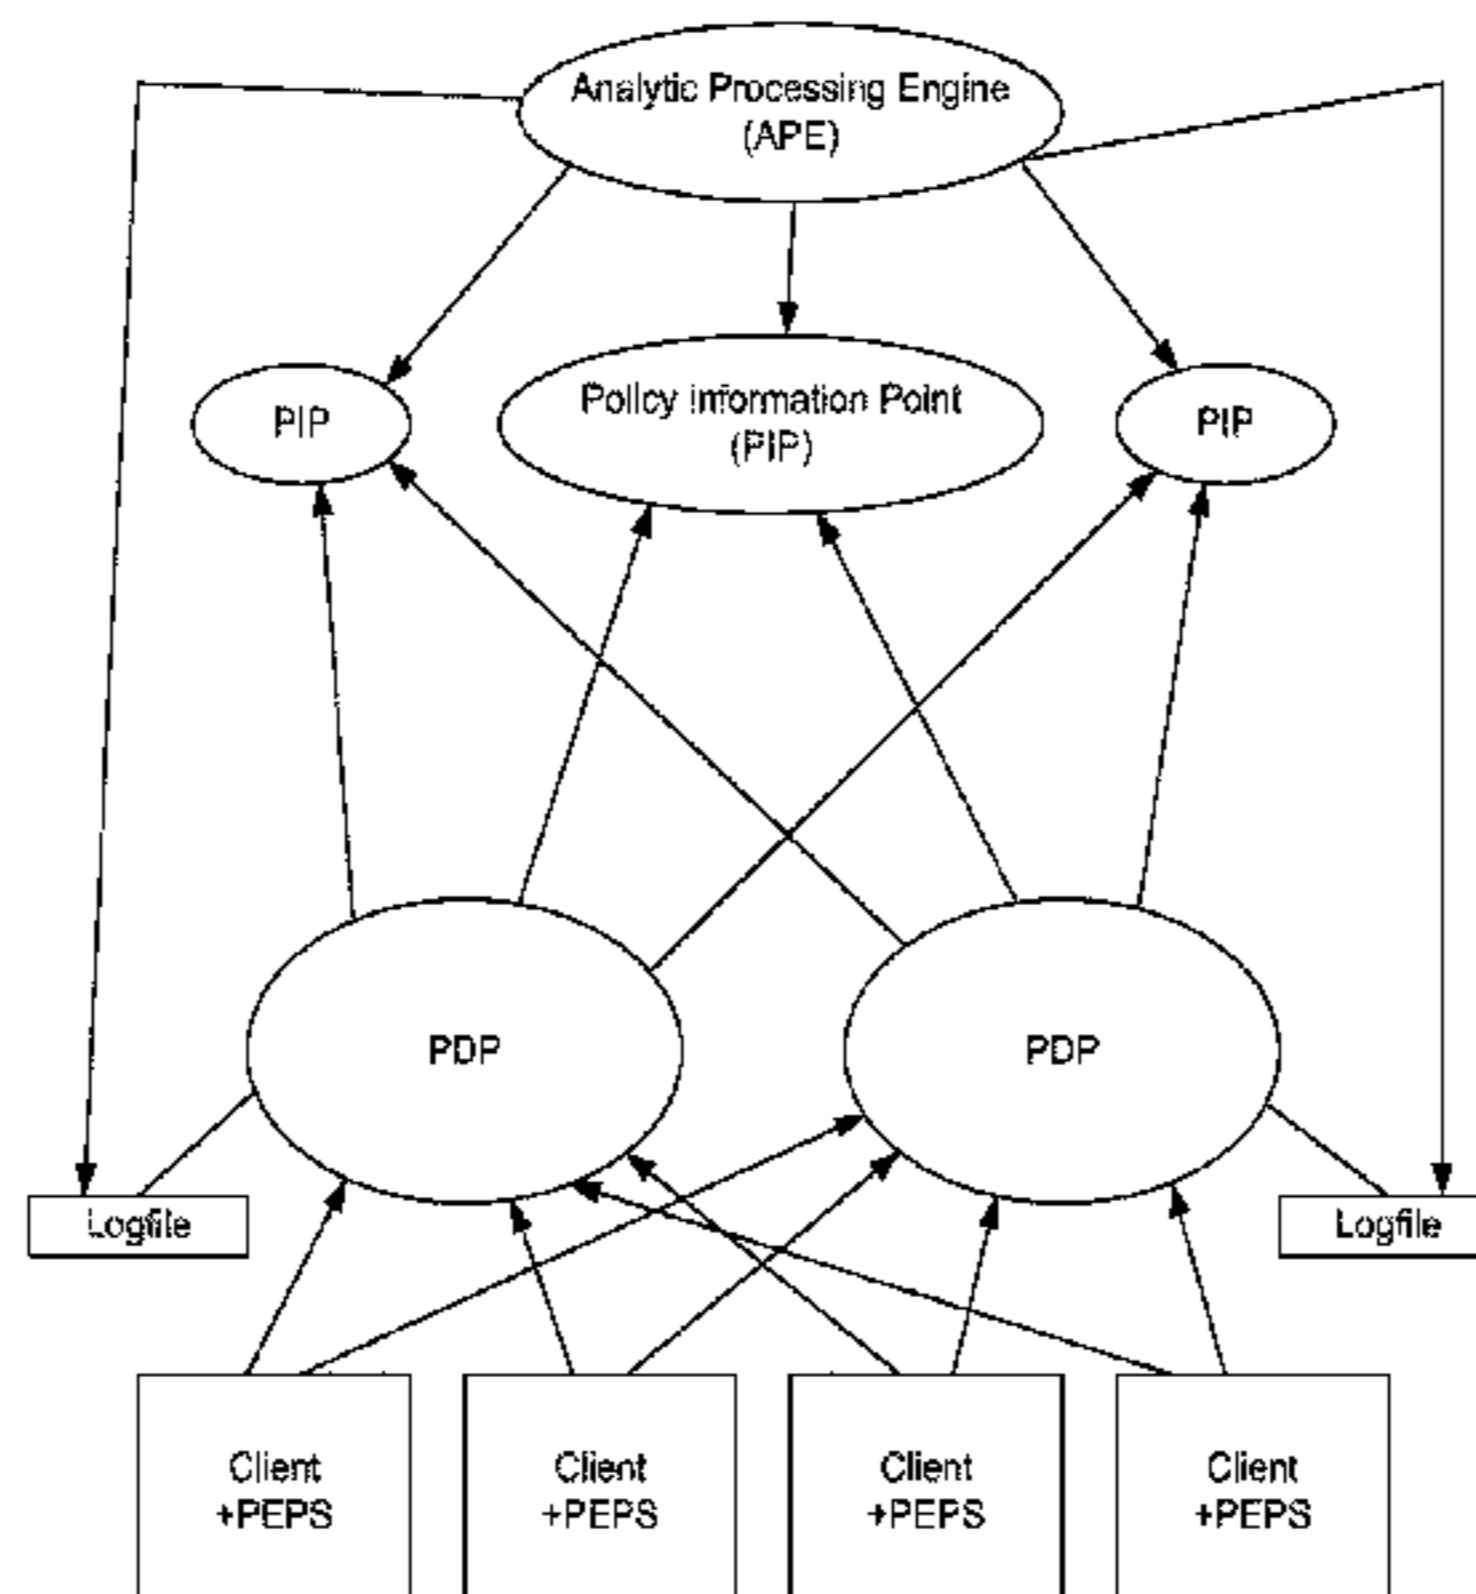 Analytic Processing Engine
(APE)
PIP
Policy information Point
(PIP)
PIP
PDP
PDP
Logfile
Logfile
Client
+PEPS
Client
+PEPS
Client
+PEPS
Client
+PEPS